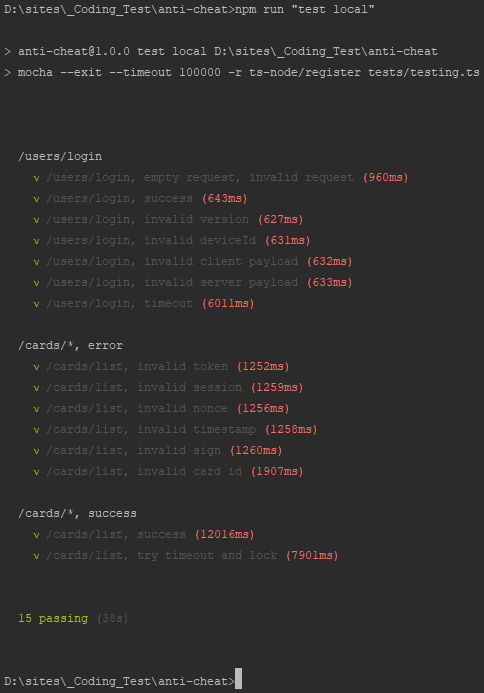 D:\sites\_Coding_Test\anti-cheat>npm run "test local"
> anti-cheat@1.0.0 test local D:\sites\_Coding_Test\anti-cheat
> mocha --exit --timeout 100000 -r ts-node/register tests/testing.ts
/users/login
√ /users/login, empty request, invalid request (960ms)
√ /users/login, success (643ms)
√ /users/login, invalid version (627ms)
√ /users/login, invalid deviceId (631ms)
√ /users/login, invalid client payload (632ms)
√ /users/login, invalid server payload (633ms)
√ /users/login, timeout (6011ms)
/cards/*, error
√ /cards/list, invalid token (1252ms)
√ /cards/list, invalid session (1259ms)
√ /cards/list, invalid nonce (1256ms)
√ /cards/list, invalid timestamp (1258ms)
√ /cards/list, invalid sign (1260ms)
√ /cards/list, invalid card id (1907ms)
/cards/*, success
√ /cards/list, success (12016ms)
√ /cards/list, try timeout and lock (7901ms)
15 passing (38s)
D:\sites\_Coding_Test\anti-cheat>